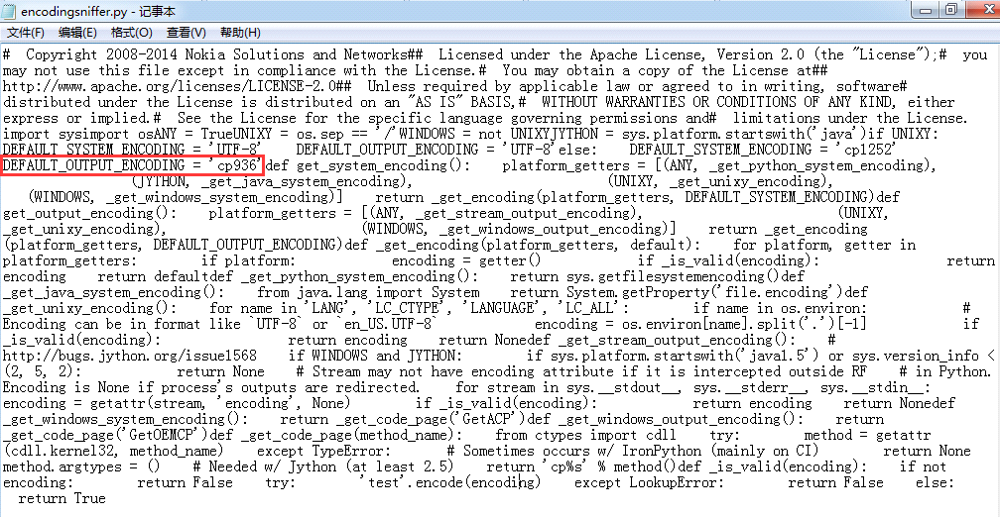 encodingsniffer.py - 记事本
文件(F) 编辑(E) 格式(O) 查看(V) 帮助(H)
#  Copyright 2008-2014 Nokia Solutions and Networks##  Licensed under the Apache License, Version 2.0 (the "License");#  you
may not use this file except in compliance with the License.#  You may obtain a copy of the License at##
http://www.apache.org/licenses/LICENSE-2.0##  Unless required by applicable law or agreed to in writing, software#
distributed under the License is distributed on an "AS IS" BASIS,#  WITHOUT WARRANTIES OR CONDITIONS OF ANY KIND, either
express or implied.#  See the License for the specific language governing permissions and#  limitations under the License.
import sysimport osANY = TrueUNIXY = os.sep == '/'WINDOWS = not UNIXYJYTHON = sys.platform.startswith('java')if UNIXY:
DEFAULT_SYSTEM_ENCODING = 'UTF-8'    DEFAULT_OUTPUT_ENCODING = 'UTF-8'else:    DEFAULT_SYSTEM_ENCODING = 'cp1252'
DEFAULT_OUTPUT_ENCODING = 'cp936'def get_system_encoding():    platform_getters = [(ANY, _get_python_system_encoding),
(JYTHON, _get_java_system_encoding),                        (UNIXY, _get_unixy_encoding),
(WINDOWS, _get_windows_system_encoding)]    return _get_encoding(platform_getters, DEFAULT_SYSTEM_ENCODING)def
get_output_encoding():    platform_getters = [(ANY, _get_stream_output_encoding),                        (UNIXY,
_get_unixy_encoding),                        (WINDOWS, _get_windows_output_encoding)]    return _get_encoding
(platform_getters, DEFAULT_OUTPUT_ENCODING)def _get_encoding(platform_getters, default):    for platform, getter in
platform_getters:        if platform:            encoding = getter()            if _is_valid(encoding):                return
encoding    return defaultdef _get_python_system_encoding():    return sys.getfilesystemencoding()def
_get_java_system_encoding():    from java.lang import System    return System.getProperty('file.encoding')def
_get_unixy_encoding():    for name in 'LANG', 'LC_CTYPE', 'LANGUAGE', 'LC_ALL':        if name in os.environ:            #
Encoding can be in format like `UTF-8` or `en_US.UTF-8`            encoding = os.environ[name].split('.')[-1]            if
_is_valid(encoding):                return encoding    return Nonedef _get_stream_output_encoding():    #
http://bugs.jython.org/issue1568    if WINDOWS and JYTHON:        if sys.platform.startswith('java1.5') or sys.version_info <
(2, 5, 2):            return None    # Stream may not have encoding attribute if it is intercepted outside RF    # in Python.
Encoding is None if process's outputs are redirected.    for stream in sys.__stdout__, sys.__stderr__, sys.__stdin__:
encoding = getattr(stream, 'encoding', None)        if _is_valid(encoding):            return encoding    return Nonedef
_get_windows_system_encoding():    return _get_code_page('GetACP')def _get_windows_output_encoding():    return
_get_code_page('GetOEMCP')def _get_code_page(method_name):    from ctypes import cdll    try:        method = getattr
(cdll.kernel32, method_name)    except TypeError:       # Sometimes occurs w/ IronPython (mainly on CI)        return None
method.argtypes = ()    # Needed w/ Jython (at least 2.5)    return 'cp%s' % method()def _is_valid(encoding):    if not
encoding:        return False    try:        'test'.encode(encoding)    except LookupError:        return False    else:
return True